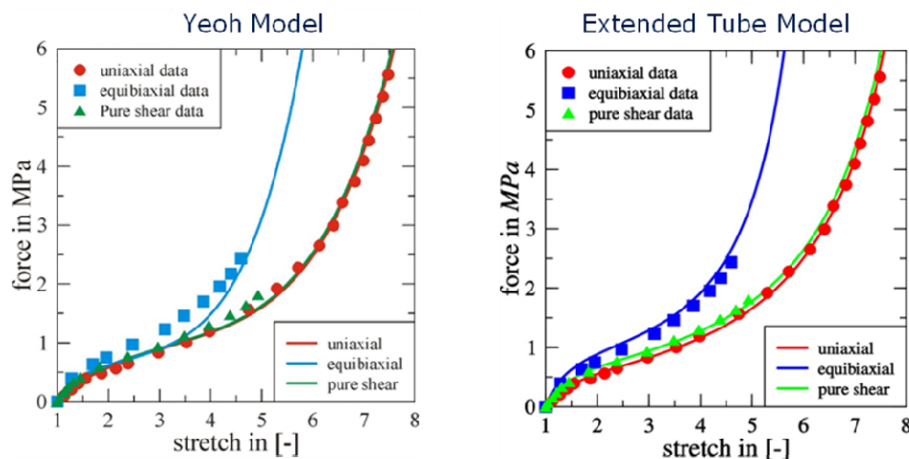 Yeoh Model
6
5
4
3
2
1
0
force in MPa
uniaxial data
equibiaxial data
Pure shear data
uniaxial
equibiaxial
pure shear
1 2 3 4 5 6 7 8
stretch in [-]
Extended Tube Model
6
5
4
3
2
1
0
force in MPa
uniaxial data
equibiaxial data
pure shear data
uniaxial
equibiaxial
pure shear
1 2 3 4 5 6 7 8
stretch in [-]